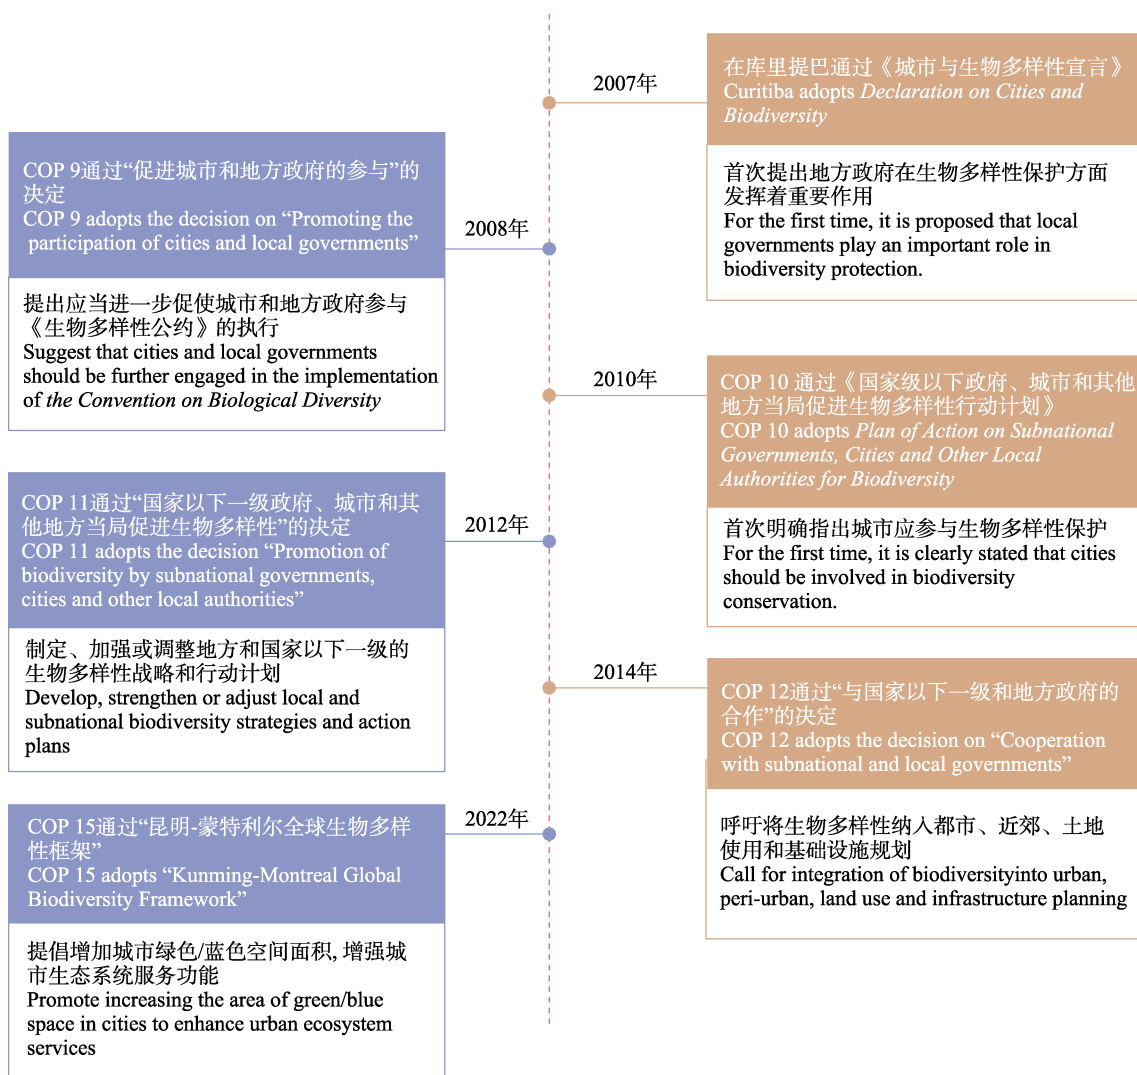 2007年
在库里提巴通过《城市与生物多样性宣言》
Curitiba adopts Declaration on Cities and
Biodiversity
首次提出地方政府在生物多样性保护方面
发挥着重要作用
For the first time, it is proposed that local
governments play an important role in
biodiversity protection.
2008年
COP 9通过“促进城市和地方政府的参与”的
决定
COP 9 adopts the decision on “Promoting the
participation of cities and local governments”
提出应当进一步促使城市和地方政府参与
《生物多样性公约》的执行
Suggest that cities and local governments
should be further engaged in the implementation
of the Convention on Biological Diversity
2010年
COP 10 通过《国家级以下政府、城市和其他
地方当局促进生物多样性行动计划》
COP 10 adopts Plan of Action on Subnational
Governments, Cities and Other Local
Authorities for Biodiversity
首次明确指出城市应参与生物多样性保护
For the first time, it is clearly stated that cities
should be involved in biodiversity
conservation.
2012年
COP 11通过“国家以下一级政府、城市和其
他地方当局促进生物多样性”的决定
COP 11 adopts the decision “Promotion of
biodiversity by subnational governments,
cities and other local authorities”
制定、加强或调整地方和国家以下一级的
生物多样性战略和行动计划
Develop, strengthen or adjust local and
subnational biodiversity strategies and action
plans
2014年
COP 12通过“与国家以下一级和地方政府的
合作”的决定
COP 12 adopts the decision on “Cooperation
with subnational and local governments”
呼吁将生物多样性纳入都市、近郊、土地
使用和基础设施规划
Call for integration of biodiversityinto urban,
peri-urban, land use and infrastructure planning
2022年
COP 15通过“昆明-蒙特利尔全球生物多样
性框架”
COP 15 adopts “Kunming-Montreal Global
Biodiversity Framework”
提倡增加城市绿色/蓝色空间面积, 增强城
市生态系统服务功能
Promote increasing the area of green/blue
space in cities to enhance urban ecosystem
services